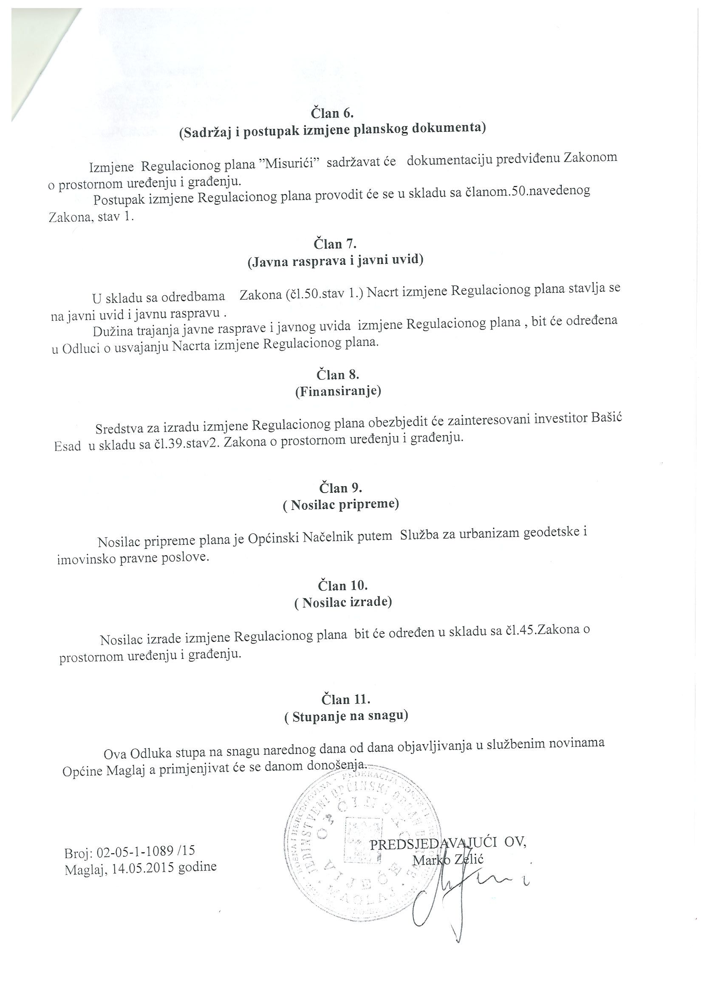 Član 6.
(Sadržaj i postupak izmjene planskog dokumenta)
Izmjene Regulacionog plana ”Misurići” sadržavat će dokumentaciju predviđenu Zakonom
o prostornom uređenju i građenju.
Postupak izmjene Regulacionog plana provodit će se u skladu sa članom.50.navedenog
Zakona, stav 1.
Član 7.
(Javna rasprava i javni uvid)
U skladu sa odredbama Zakona (čl.50.stav 1.) Nacrt izmjene Regulacionog plana stavlja se
na javni uvid i javnu raspravu .
Dužina trajanja javne rasprave i javnog uvida izmjene Regulacionog plana , bit će određena
u Odluci o usvajanju Nacrta izmjene Regulacionog plana.
Član 8.
(Finansiranje)
Sredstva za izradu izmjene Regulacionog plana obezbjedit će zainteresovani investitor Bašić
Esad u skladu sa čl.39.stav2. Zakona o prostornom uređenju i građenju.
Član 9.
( Nosilac pripreme)
Nosilac pripreme plana je Općinski Načelnik putem Služba za urbanizam geodetske i
imovinsko pravne poslove.
Član 10.
( Nosilac izrade)
Nosilac izrade izmjene Regulacionog plana bit će određen u skladu sa čl.45.Zakona o
prostornom uređenju i građenju.
Član 11.
( Stupanje na snagu)
Ova Odluka stupa na snagu narednog dana od dana objavljivanja u službenim novinama
Općine Maglaj a primjenjivat će se danom donošenja.
BOSNA I HERCEGOVINA · FEDERACIJA BOSNE I
JEDINSTVENI OPĆINSKI ORGAN
OPĆINSKO
VIJEĆE
MAGLAJ
PREDSJEDAVAJUĆI OV,
Marko Zelić
Broj: 02-05-1-1089 /15
Maglaj, 14.05.2015 godine